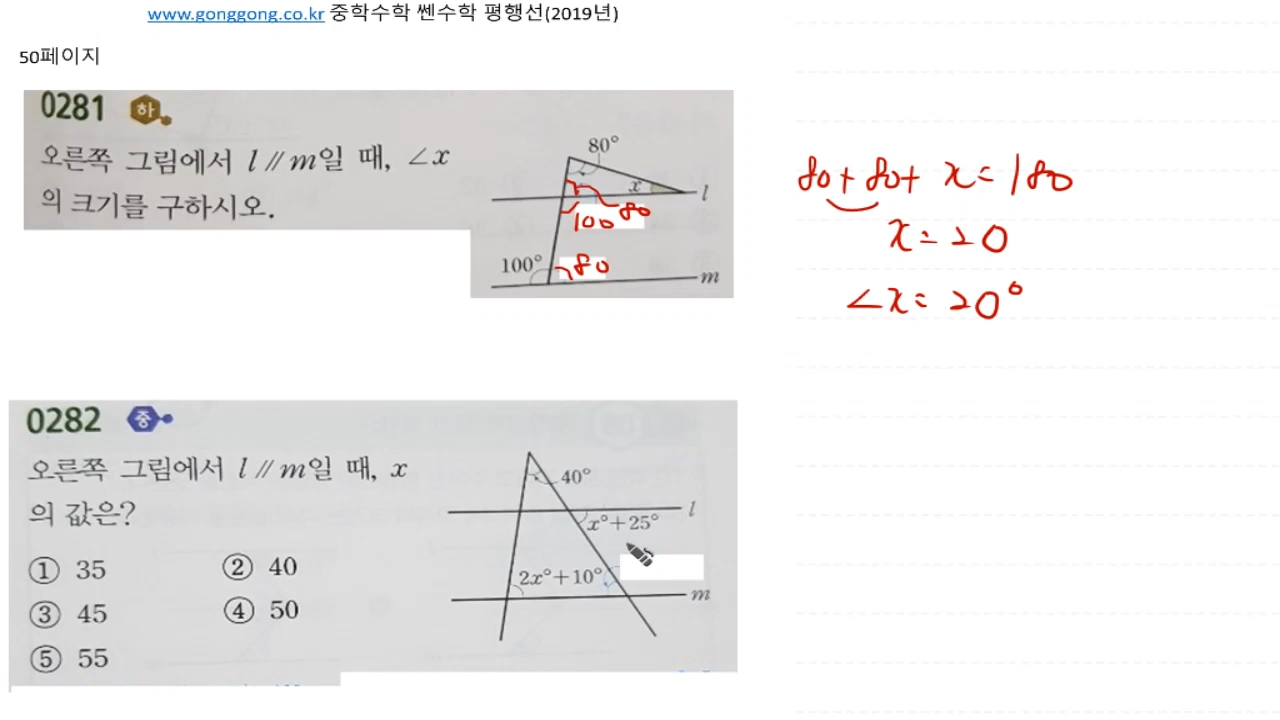 www.gonggong.co.kr 중학수학 쎈수학 평행선(2019년)
50페이지
0281 하
오른쪽 그림에서 l // m일 때, ∠x
의 크기를 구하시오.
80°
x
l
80
100
100°
80
m
80+80+x=180
x=20
∠x=20°
0282 중
오른쪽 그림에서 l // m일 때, x
의 값은?
① 35 ② 40
③ 45 ④ 50
⑤ 55
40°
l
x°+25°
2x°+10°
m